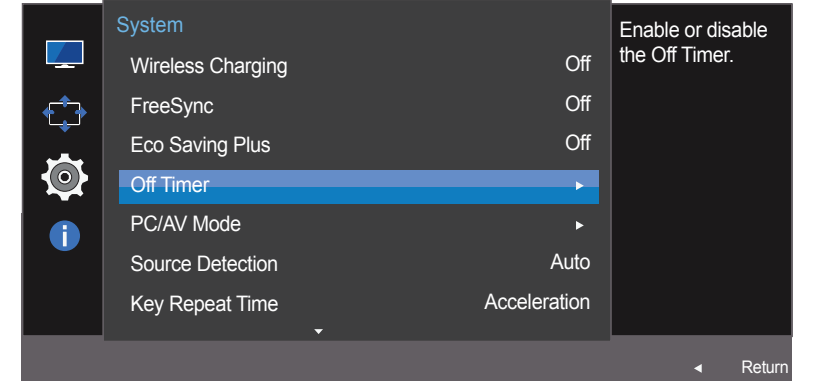 System
Wireless Charging Off
FreeSync Off
Eco Saving Plus Off
Off Timer
PC/AV Mode
Source Detection Auto
Key Repeat Time Acceleration
Enable or disable
the Off Timer.
Return